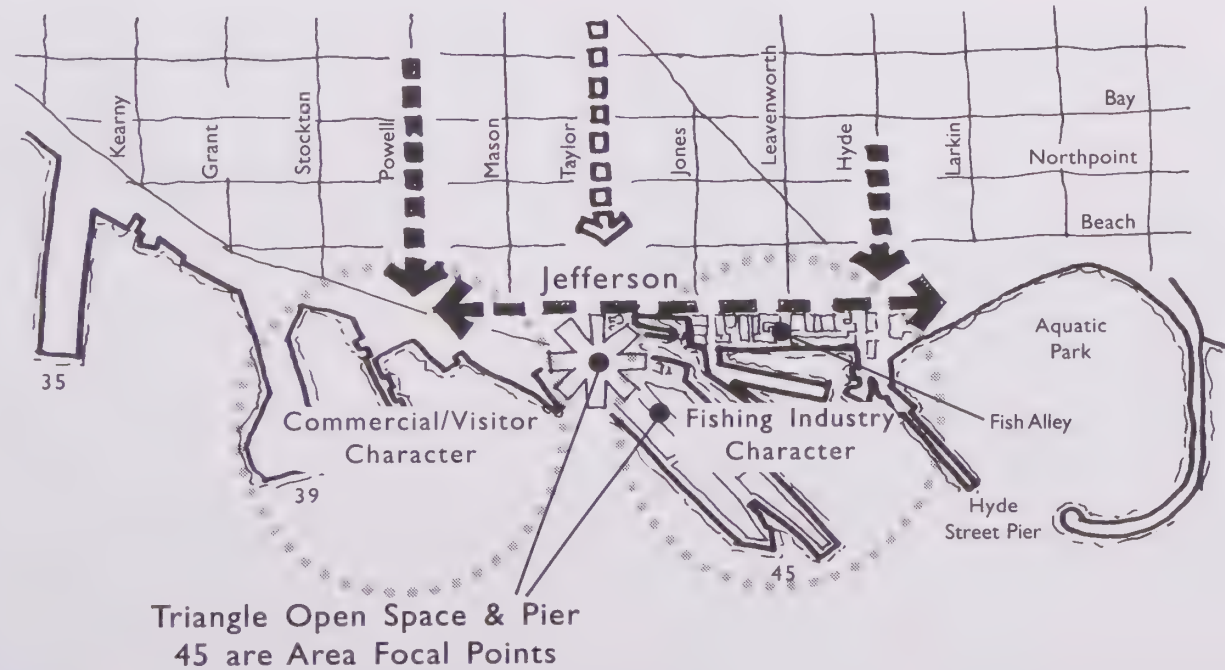 Kearny
Grant
Stockton
Powell
Mason
Taylor
Jones
Leavenworth
Hyde
Larkin
Bay
Northpoint
Beach
Jefferson
Aquatic
Park
35
Commercial/Visitor
Character
Fishing Industry
Character
Fish Alley
39
Hyde
Street Pier
45
Triangle Open Space & Pier
45 are Area Focal Points